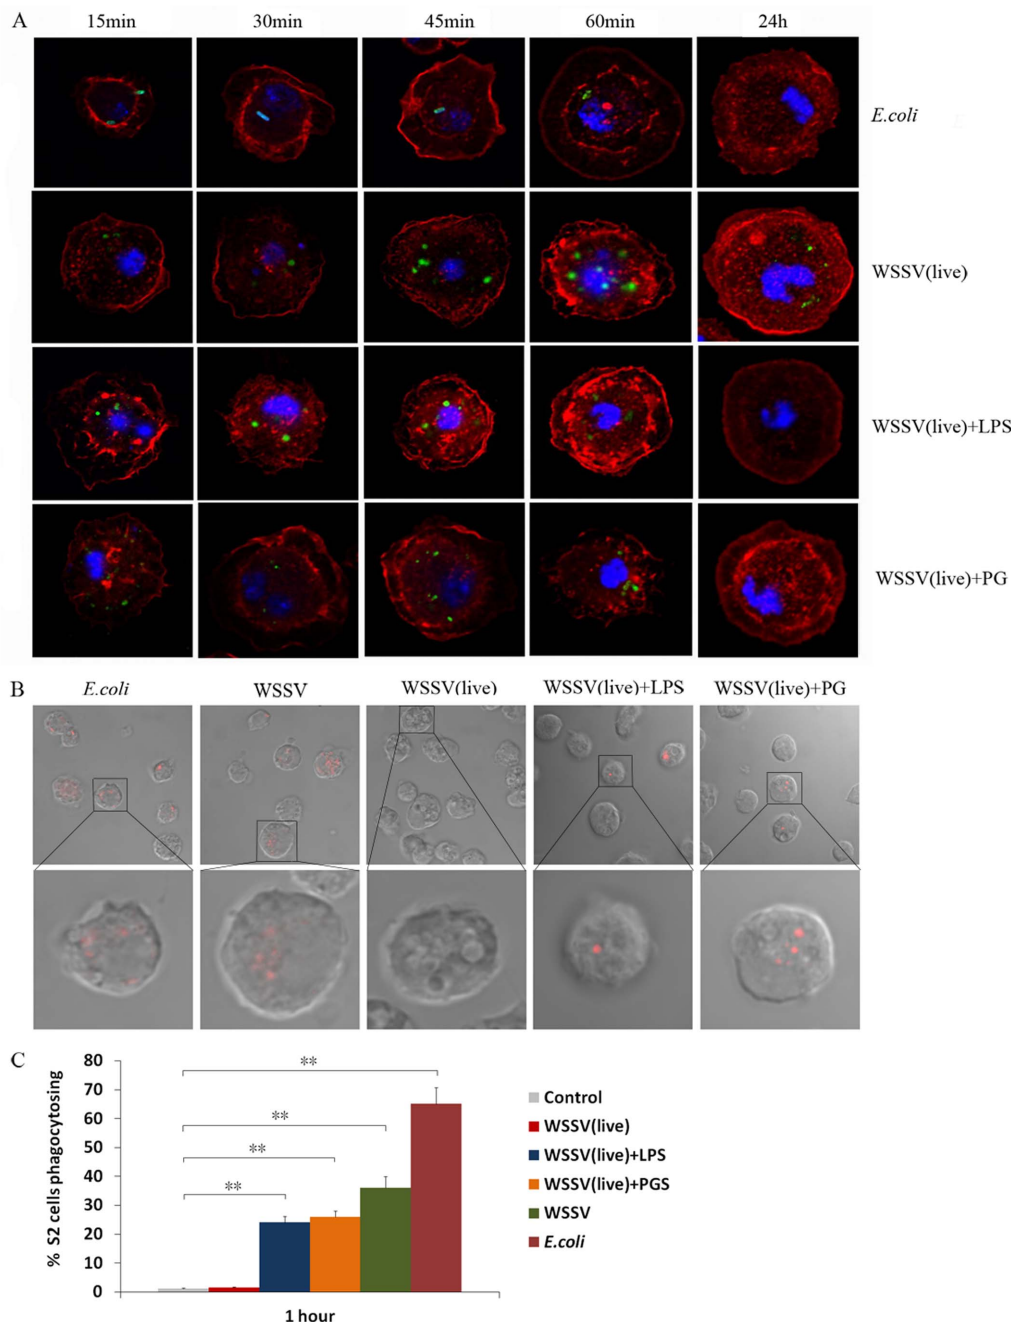 A
15min 30min 45min 60min 24h
E.coli
WSSV(live)
WSSV(live)+LPS
WSSV(live)+PG
B
E.coli WSSV WSSV(live) WSSV(live)+LPS WSSV(live)+PG
C
% S2 cells phagocytosing
80
70
60
50
40
30
20
10
0
**
**
**
**
1 hour
Control
WSSV(live)
WSSV(live)+LPS
WSSV(live)+PGS
WSSV
E.coli